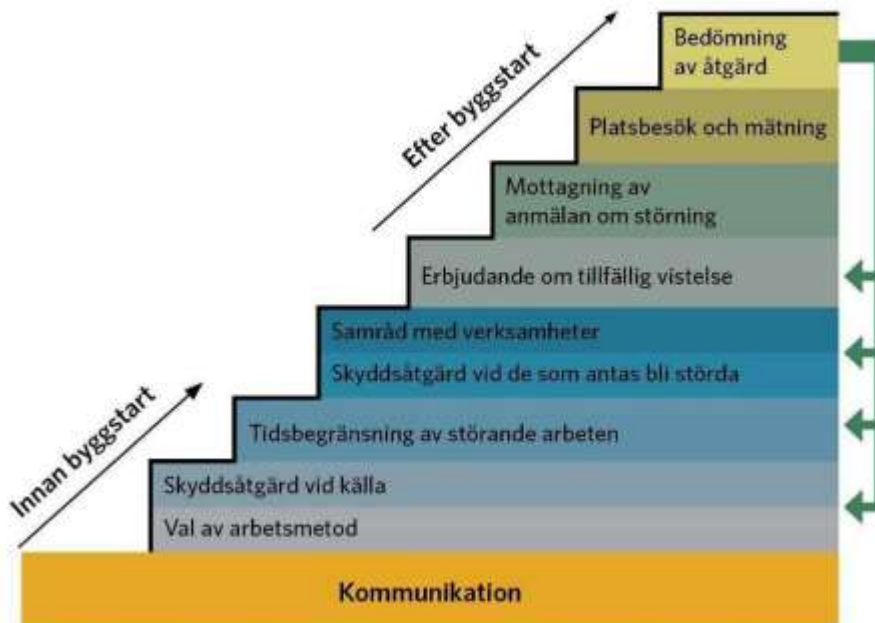 Bedömning
av åtgärd
Efter byggstart
Platsbesök och mätning
Mottagning av
anmälan om störning
Erbjudande om tillfällig vistelse
Samråd med verksamheter
Skyddsåtgärd vid de som antas bli störda
Innan byggstart
Tidsbegränsning av störande arbeten
Skyddsåtgärd vid källa
Val av arbetsmetod
Kommunikation